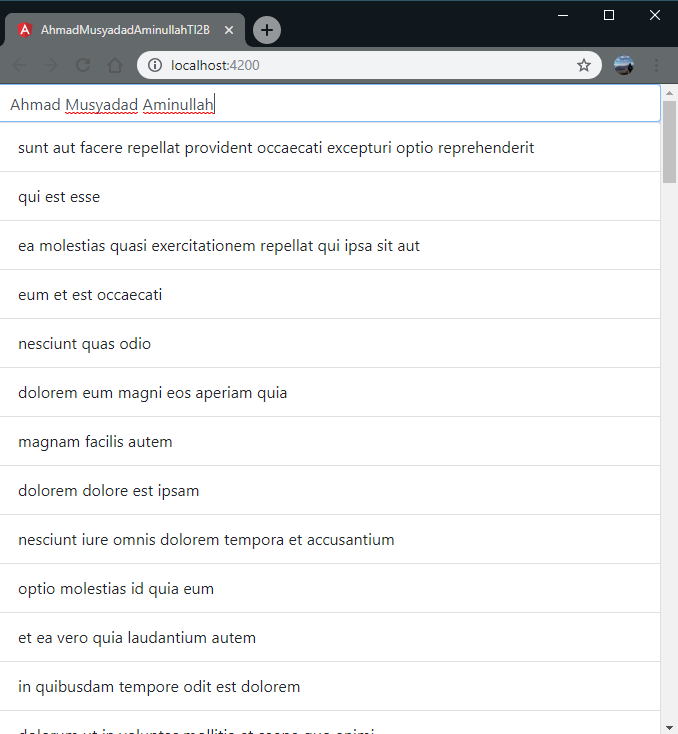 AhmadMusyadadAminullahTI2B
localhost:4200
Ahmad Musyadad Aminullah
sunt aut facere repellat provident occaecati excepturi optio reprehenderit
qui est esse
ea molestias quasi exercitationem repellat qui ipsa sit aut
eum et est occaecati
nesciunt quas odio
dolorem eum magni eos aperiam quia
magnam facilis autem
dolorem dolore est ipsam
nesciunt iure omnis dolorem tempora et accusantium
optio molestias id quia eum
et ea vero quia laudantium autem
in quibusdam tempore odit est dolorem